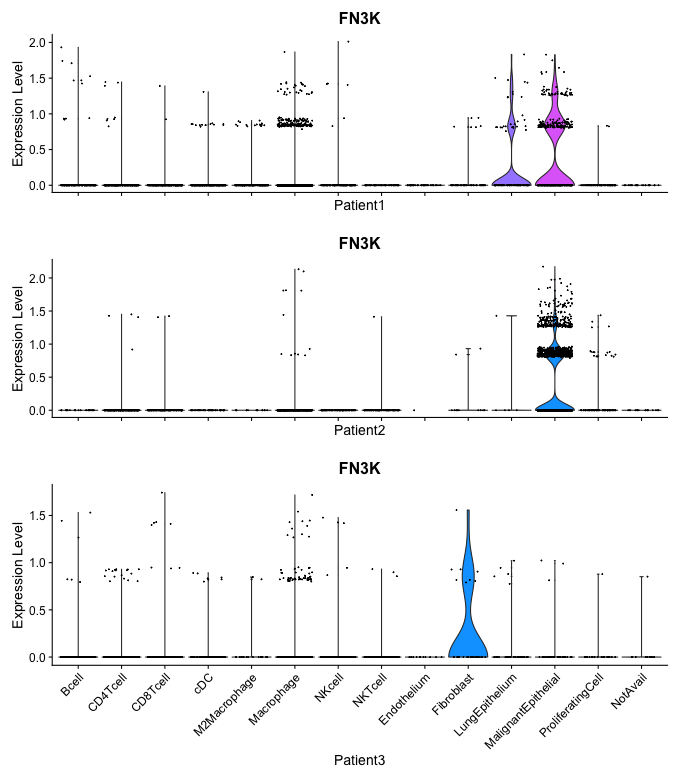 FN3K
Expression Level
2.0
1.5
1.0
0.5
0.0
Patient1
FN3K
Expression Level
2.0
1.5
1.0
0.5
0.0
Patient2
FN3K
Expression Level
1.5
1.0
0.5
0.0
Bcell
CD4Tcell
CD8Tcell
cDC
M2Macrophage
Macrophage
NKcell
NKTcell
Endothelium
Fibroblast
LungEpithelium
MalignantEpithelial
ProliferatingCell
NotAvail
Patient3